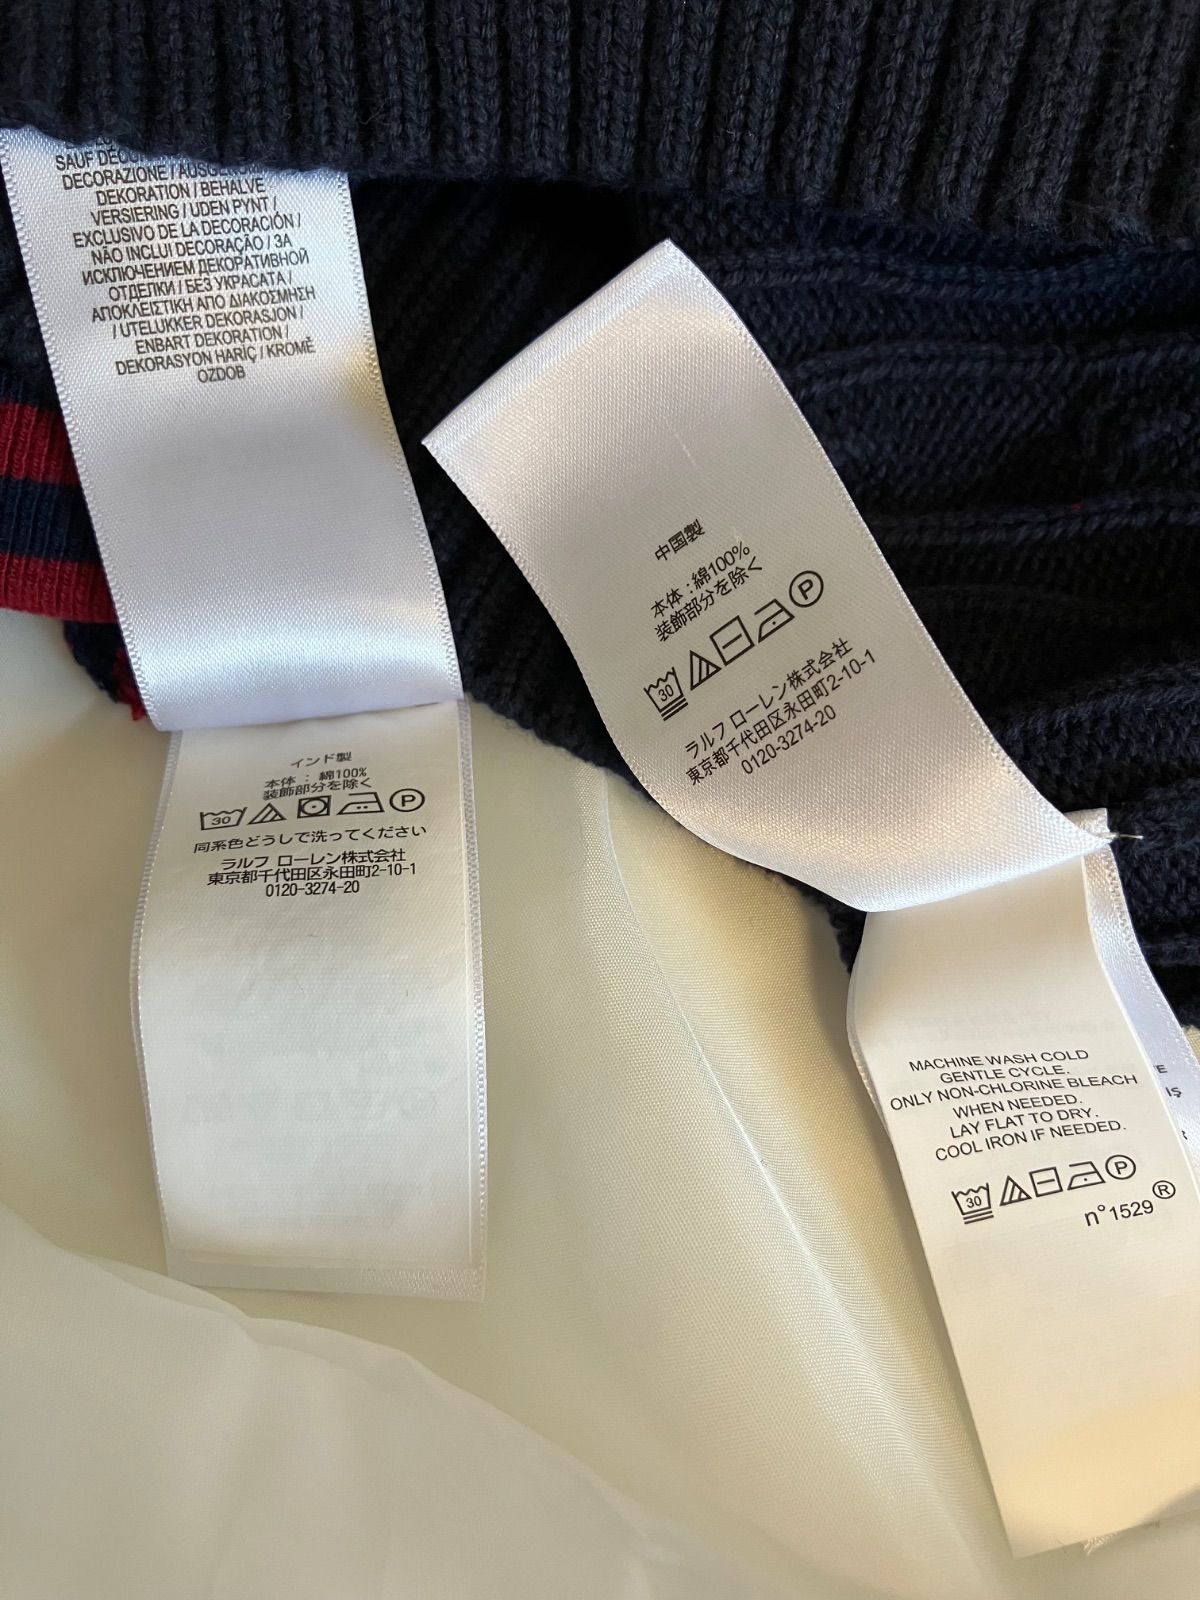 SAUF
DECORAZIONE /
DEKORATION / BEHALVE
VERSIERING / UDEN PYNT /
EXCLUSIVO DE LA DECORACIÓN /
NÃO INCLUI DECORAÇÃO / ЗА
ИСКЛЮЧЕНИЕМ ДЕКОРАТИВНОЙ
ОТДЕЛКИ / БЕЗ УКРАСАТА /
ΑΠΟΚΛΕΙΣΤΙΚΗ ΑΠΟ ΔΙΑΚΟΣΜΗΣΗ
/ UTELUKKER DEKORASJON /
ENBART DEKORATION /
DEKORASYON HARIÇ / KROMĚ
OZDOB
インド製
本体 : 綿100%
装飾部分を除く
30 P
同系色どうしで洗ってください
ラルフ ローレン株式会社
東京都千代田区永田町2-10-1
0120-3274-20
中国製
本体 : 綿100%
装飾部分を除く
30 P
ラルフ ローレン株式会社
東京都千代田区永田町2-10-1
0120-3274-20
MACHINE WASH COLD
GENTLE CYCLE.
ONLY NON-CHLORINE BLEACH
WHEN NEEDED.
LAY FLAT TO DRY.
COOL IRON IF NEEDED.
30 P
n°1529 ®